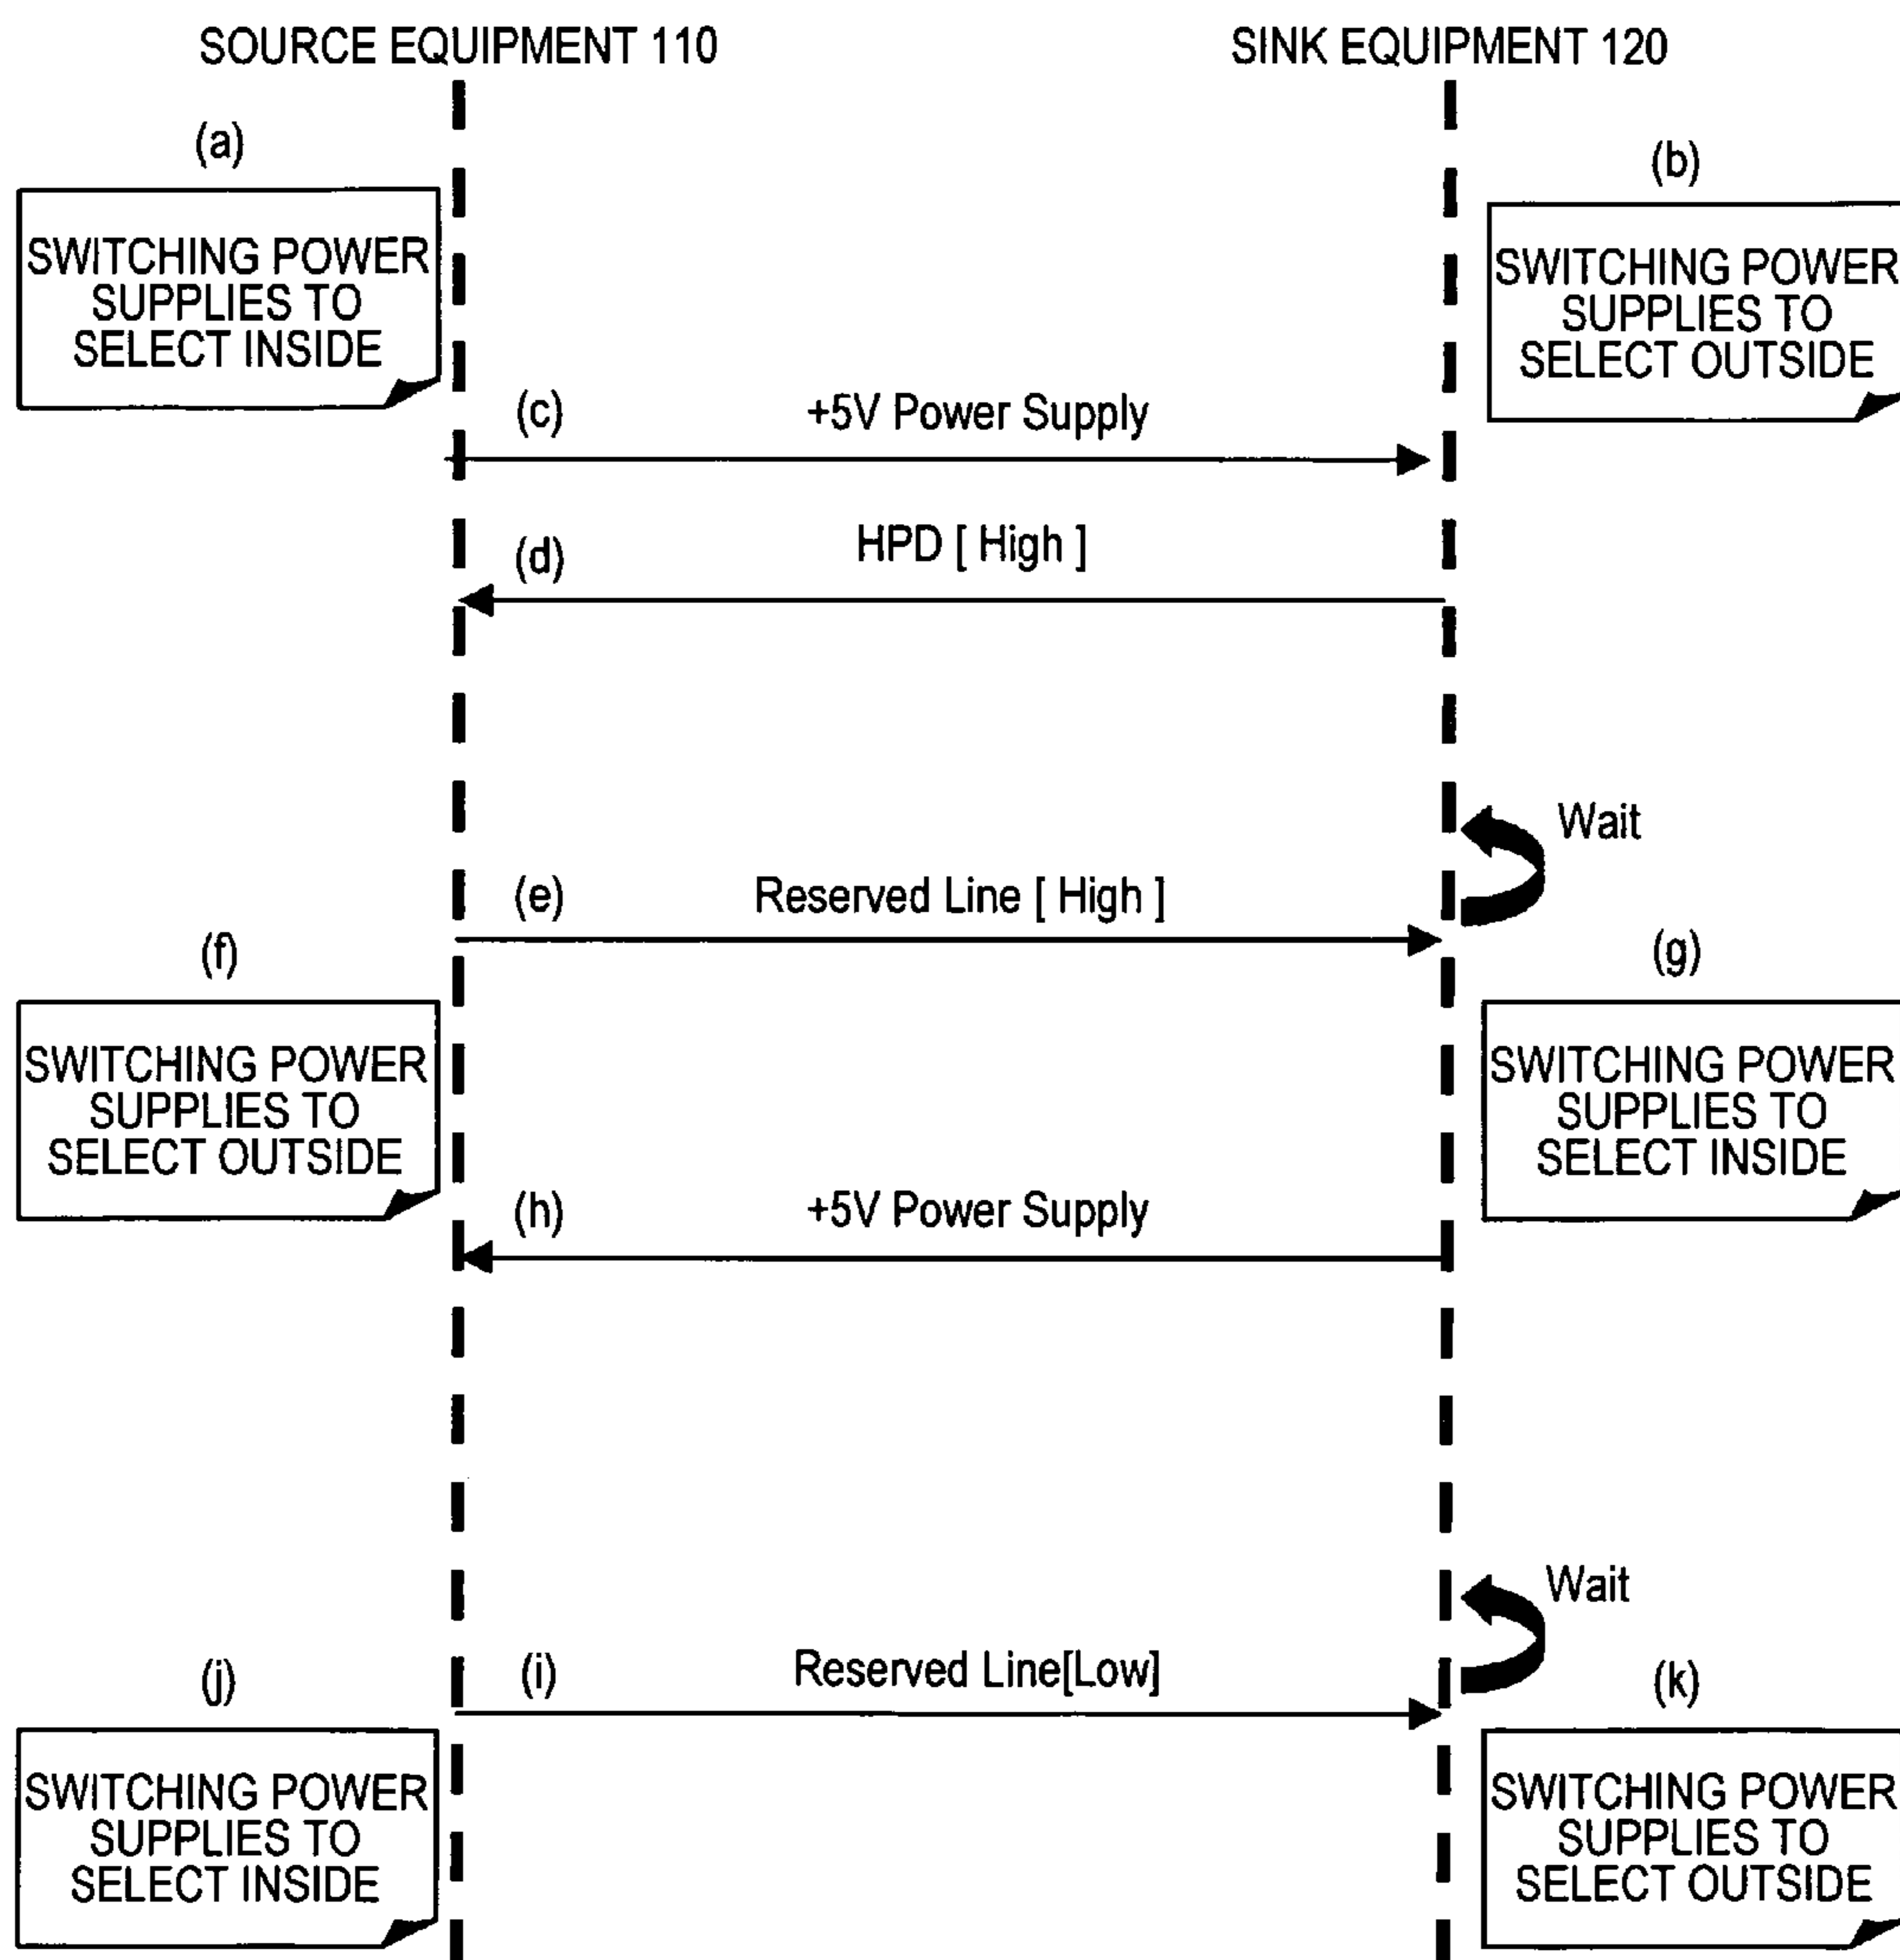 SOURCE EQUIPMENT 110
SINK EQUIPMENT 120
(a)
SWITCHING POWER
SUPPLIES TO
SELECT INSIDE
(b)
SWITCHING POWER
SUPPLIES TO
SELECT OUTSIDE
(c)
+5V Power Supply
(d)
HPD [ High ]
Wait
(e)
Reserved Line [ High ]
(f)
SWITCHING POWER
SUPPLIES TO
SELECT OUTSIDE
(g)
SWITCHING POWER
SUPPLIES TO
SELECT INSIDE
(h)
+5V Power Supply
Wait
(i)
Reserved Line[Low]
(j)
SWITCHING POWER
SUPPLIES TO
SELECT INSIDE
(k)
SWITCHING POWER
SUPPLIES TO
SELECT OUTSIDE